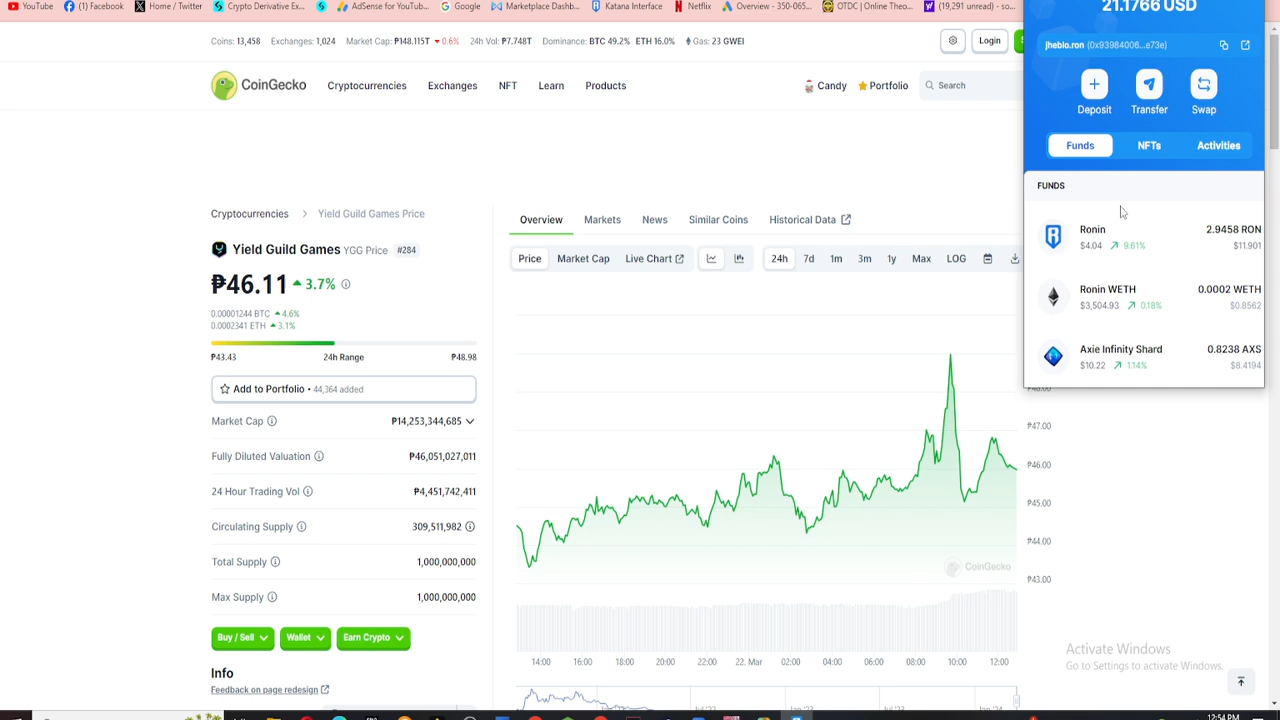 YouTube
(1) Facebook
Home / Twitter
Crypto Derivative Ex...
AdSense for YouTub...
Google
Marketplace Dashb...
Katana Interface
Netflix
Overview - 350-065...
OTDC | Online Theo...
(19,291 unread) - so...
Coins: 13,458 Exchanges: 1,024 Market Cap: ₱148.115T 0.6% 24h Vol: ₱7.748T Dominance: BTC 49.2% ETH 16.0% Gas: 23 GWEI
Login
CoinGecko
Cryptocurrencies Exchanges NFT Learn Products
Candy Portfolio Search
Cryptocurrencies > Yield Guild Games Price
Yield Guild Games YGG Price #284
₱46.11 3.7%
0.00001244 BTC 4.6%
0.0002341 ETH 3.1%
₱43.43 24h Range ₱48.98
Add to Portfolio • 44,364 added
Market Cap ₱14,253,344,685
Fully Diluted Valuation ₱46,051,027,011
24 Hour Trading Vol ₱4,451,742,411
Circulating Supply 309,511,982
Total Supply 1,000,000,000
Max Supply 1,000,000,000
Buy / Sell Wallet Earn Crypto
Info
Feedback on page redesign
Overview Markets News Similar Coins Historical Data
Price Market Cap Live Chart 24h 7d 1m 3m 1y Max LOG
₱47.00
₱46.00
₱45.00
₱44.00
₱43.00
CoinGecko
14:00 16:00 18:00 20:00 22:00 22. Mar 02:00 04:00 06:00 08:00 10:00 12:00
21.1766 USD
jheblo.ron (0x93984006...e73e)
Deposit Transfer Swap
Funds NFTs Activities
FUNDS
Ronin 2.9458 RON
$4.04 9.61% $11.901
Ronin WETH 0.0002 WETH
$3,504.93 0.18% $0.8562
Axie Infinity Shard 0.8238 AXS
$10.22 1.14% $8.4194
Activate Windows
Go to Settings to activate Windows.
12:54 PM